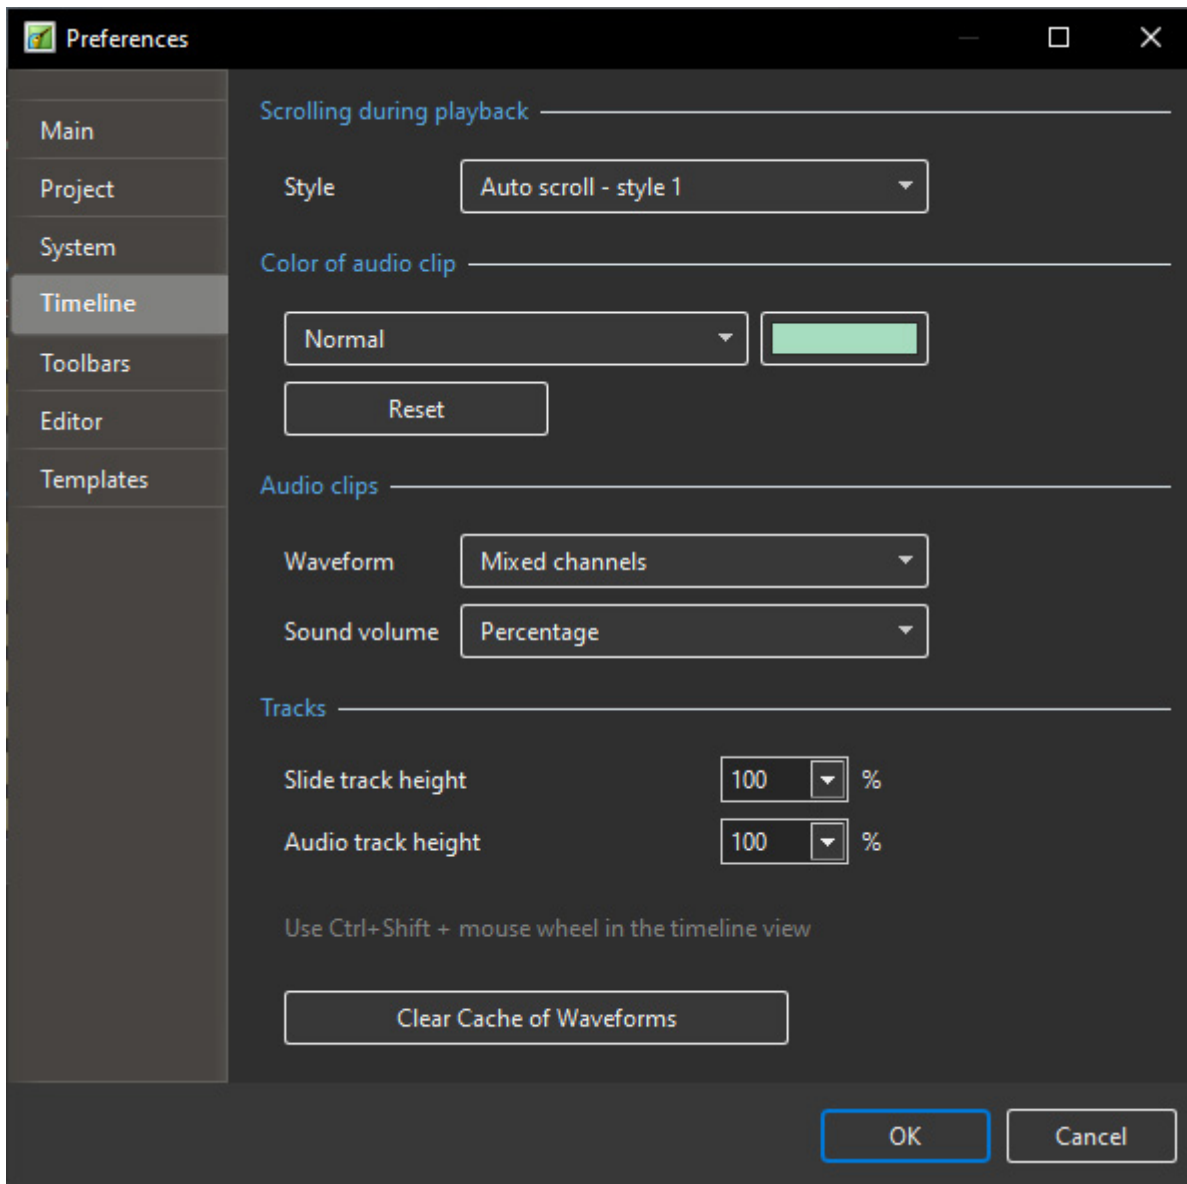 Preferences
Main
Project
System
Timeline
Toolbars
Editor
Templates
Scrolling during playback
Style Auto scroll - style 1
Color of audio clip
Normal
Reset
Audio clips
Waveform Mixed channels
Sound volume Percentage
Tracks
Slide track height 100 %
Audio track height 100 %
Use Ctrl+Shift + mouse wheel in the timeline view
Clear Cache of Waveforms
OK Cancel